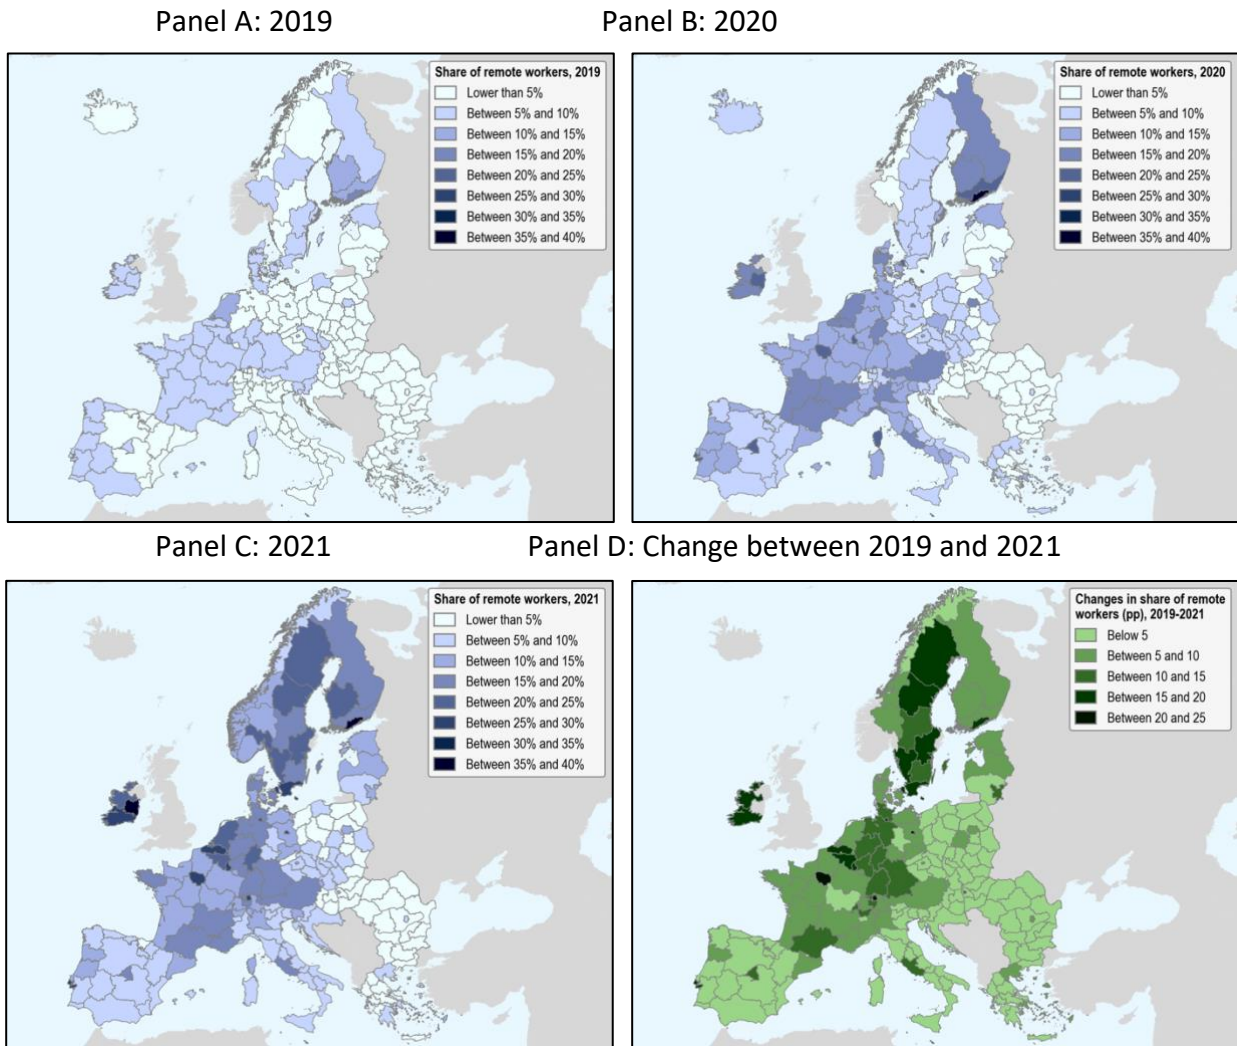 Panel A: 2019
Panel B: 2020
Share of remote workers, 2019
Lower than 5%
Between 5% and 10%
Between 10% and 15%
Between 15% and 20%
Between 20% and 25%
Between 25% and 30%
Between 30% and 35%
Between 35% and 40%
Share of remote workers, 2020
Lower than 5%
Between 5% and 10%
Between 10% and 15%
Between 15% and 20%
Between 20% and 25%
Between 25% and 30%
Between 30% and 35%
Between 35% and 40%
Panel C: 2021
Panel D: Change between 2019 and 2021
Share of remote workers, 2021
Lower than 5%
Between 5% and 10%
Between 10% and 15%
Between 15% and 20%
Between 20% and 25%
Between 25% and 30%
Between 30% and 35%
Between 35% and 40%
Changes in share of remote
workers (pp), 2019-2021
Below 5
Between 5 and 10
Between 10 and 15
Between 15 and 20
Between 20 and 25